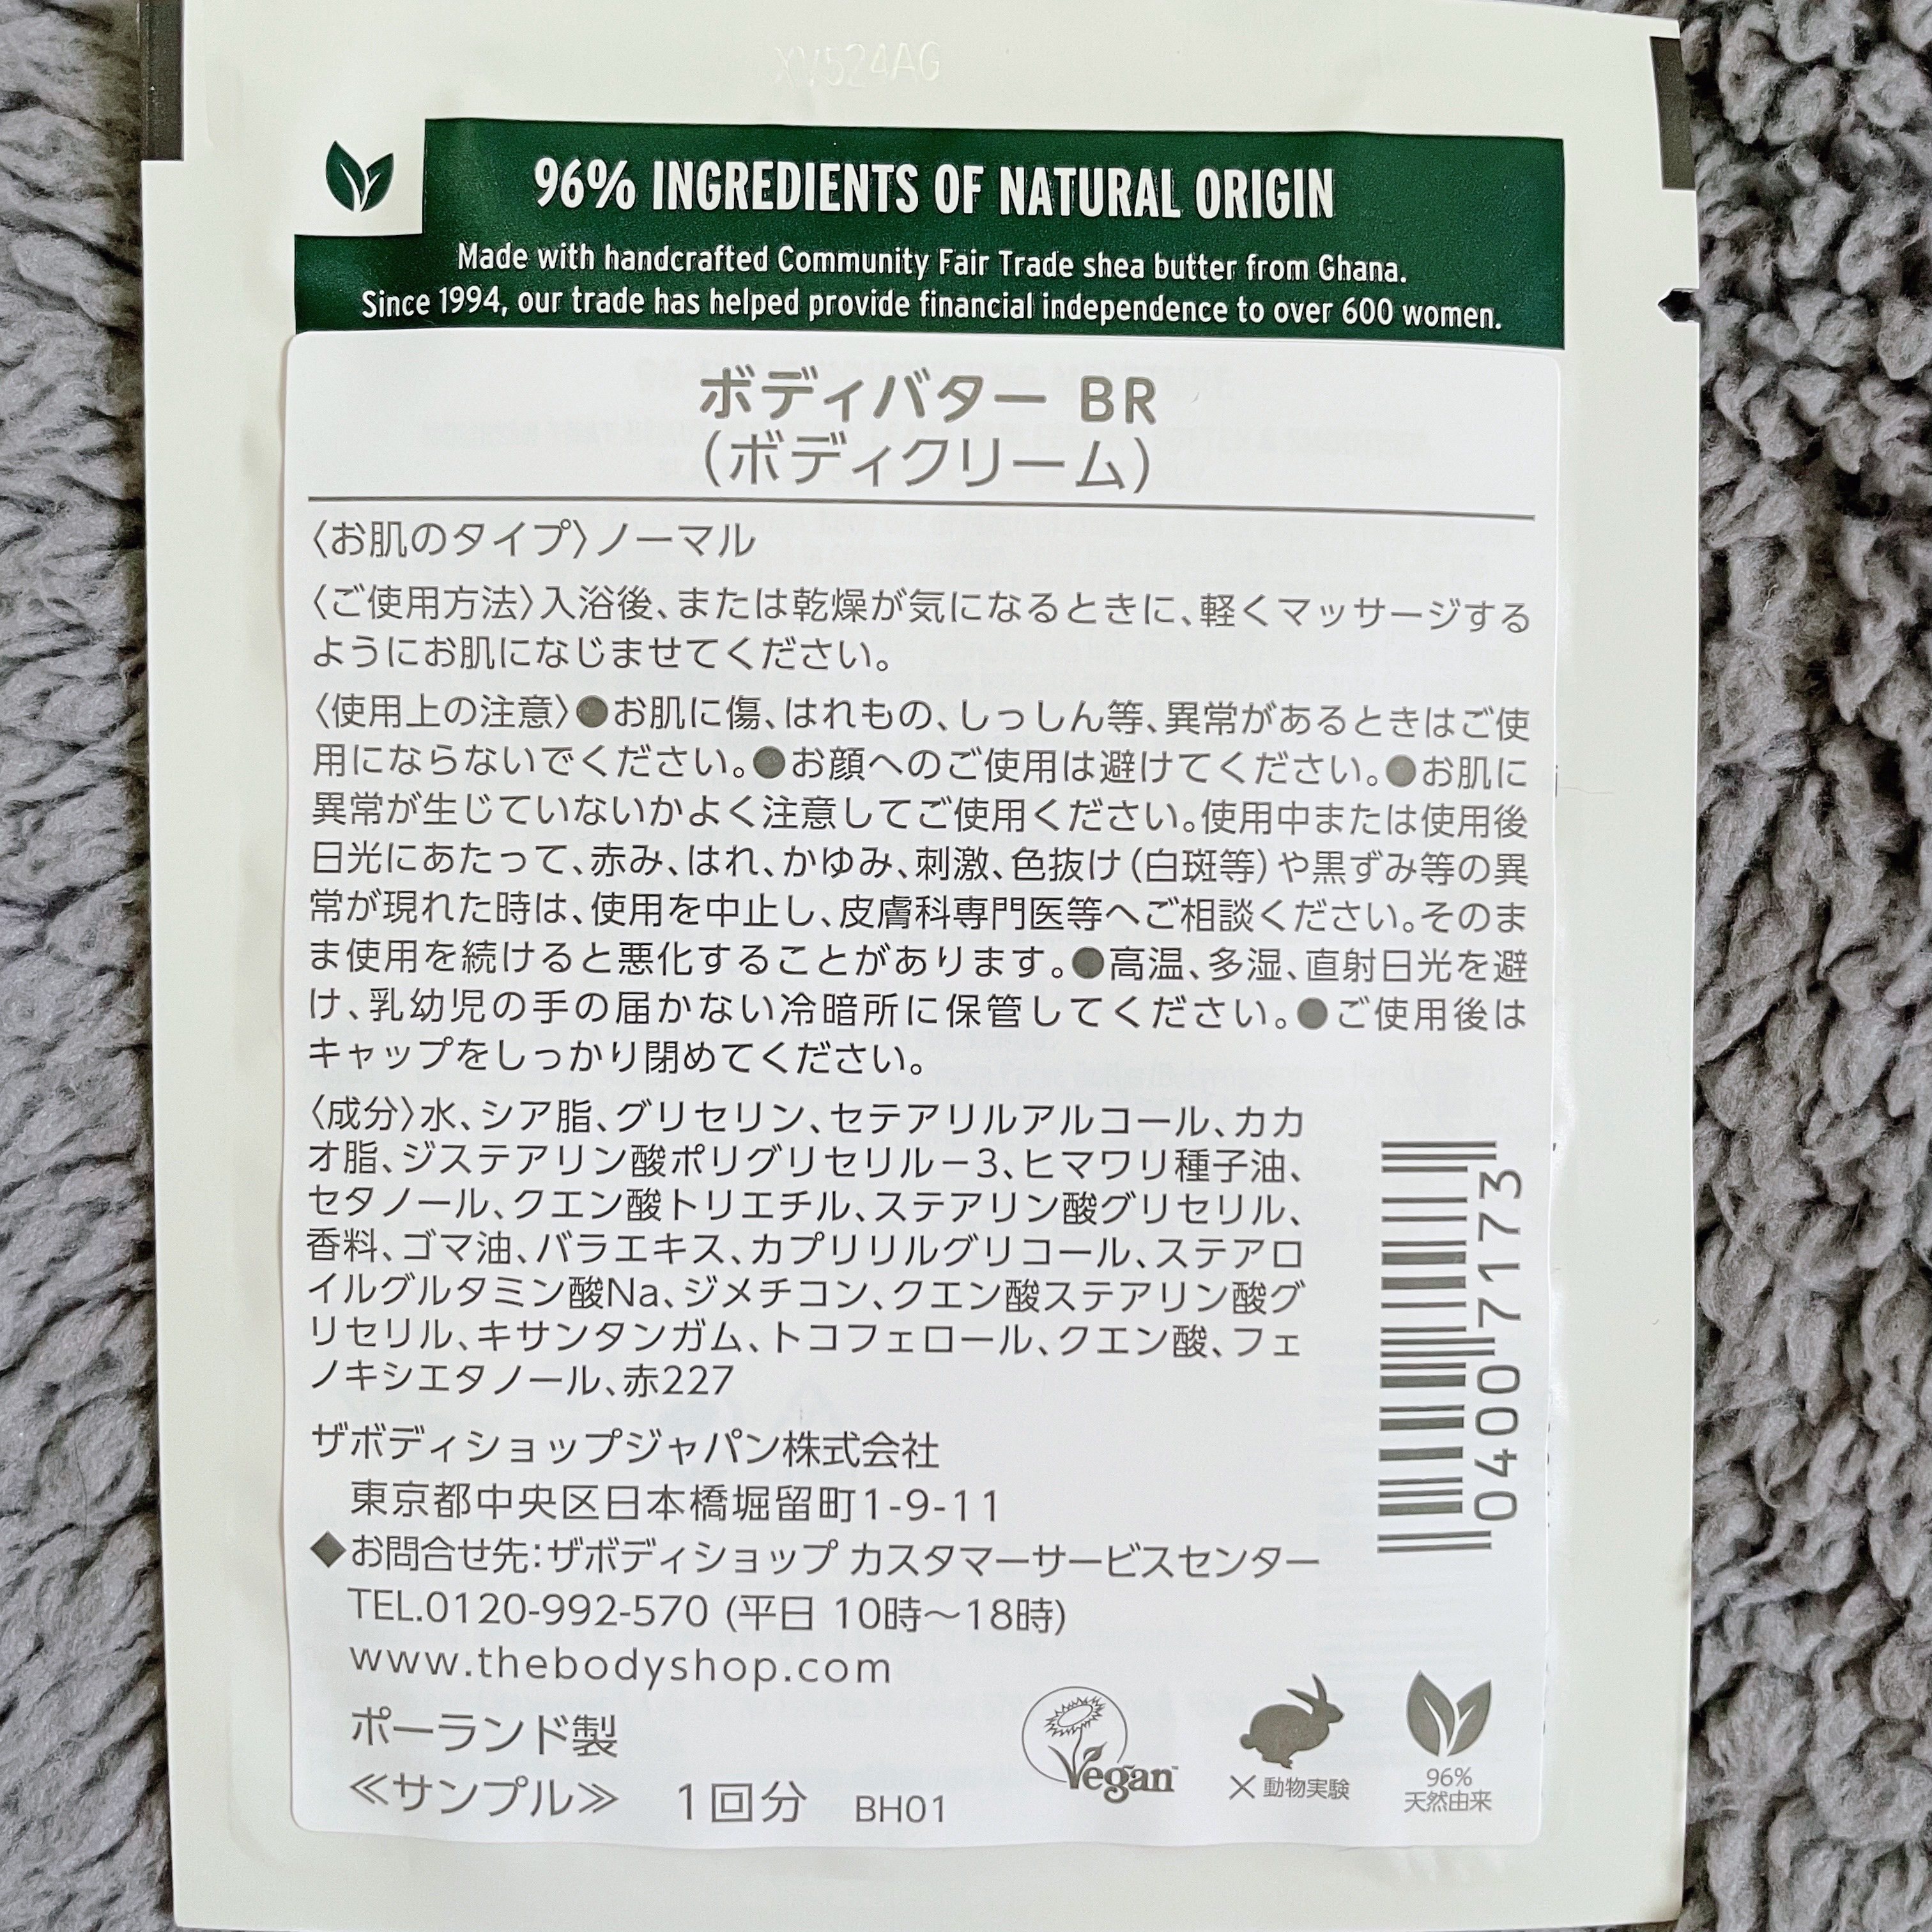 XV524AG
96% INGREDIENTS OF NATURAL ORIGIN
Made with handcrafted Community Fair Trade shea butter from Ghana.
Since 1994, our trade has helped provide financial independence to over 600 women.
ボディバター BR
(ボディクリーム)
〈お肌のタイプ〉ノーマル
〈ご使用方法〉入浴後、または乾燥が気になるときに、軽くマッサージする
ようにお肌になじませてください。
〈使用上の注意〉●お肌に傷、はれもの、しっしん等、異常があるときはご使
用にならないでください。●お顔へのご使用は避けてください。●お肌に
異常が生じていないかよく注意してご使用ください。使用中または使用後
日光にあたって、赤み、はれ、かゆみ、刺激、色抜け(白斑等)や黒ずみ等の異
常が現れた時は、使用を中止し、皮膚科専門医等へご相談ください。そのま
ま使用を続けると悪化することがあります。●高温、多湿、直射日光を避
け、乳幼児の手の届かない冷暗所に保管してください。●ご使用後は
キャップをしっかり閉めてください。
〈成分〉水、シア脂、グリセリン、セテアリルアルコール、カカ
オ脂、ジステアリン酸ポリグリセリル－3、ヒマワリ種子油、
セタノール、クエン酸トリエチル、ステアリン酸グリセリル、
香料、ゴマ油、バラエキス、カプリリルグリコール、ステアロ
イルグルタミン酸Na、ジメチコン、クエン酸ステアリン酸グ
リセリル、キサンタンガム、トコフェロール、クエン酸、フェ
ノキシエタノール、赤227
04007173
ザボディショップジャパン株式会社
東京都中央区日本橋堀留町1-9-11
◆お問合せ先:ザボディショップ カスタマーサービスセンター
TEL.0120-992-570 (平日 10時～18時)
www.thebodyshop.com
ポーランド製
≪サンプル≫ 1回分 BH01
Vegan™
×動物実験
96%
天然由来